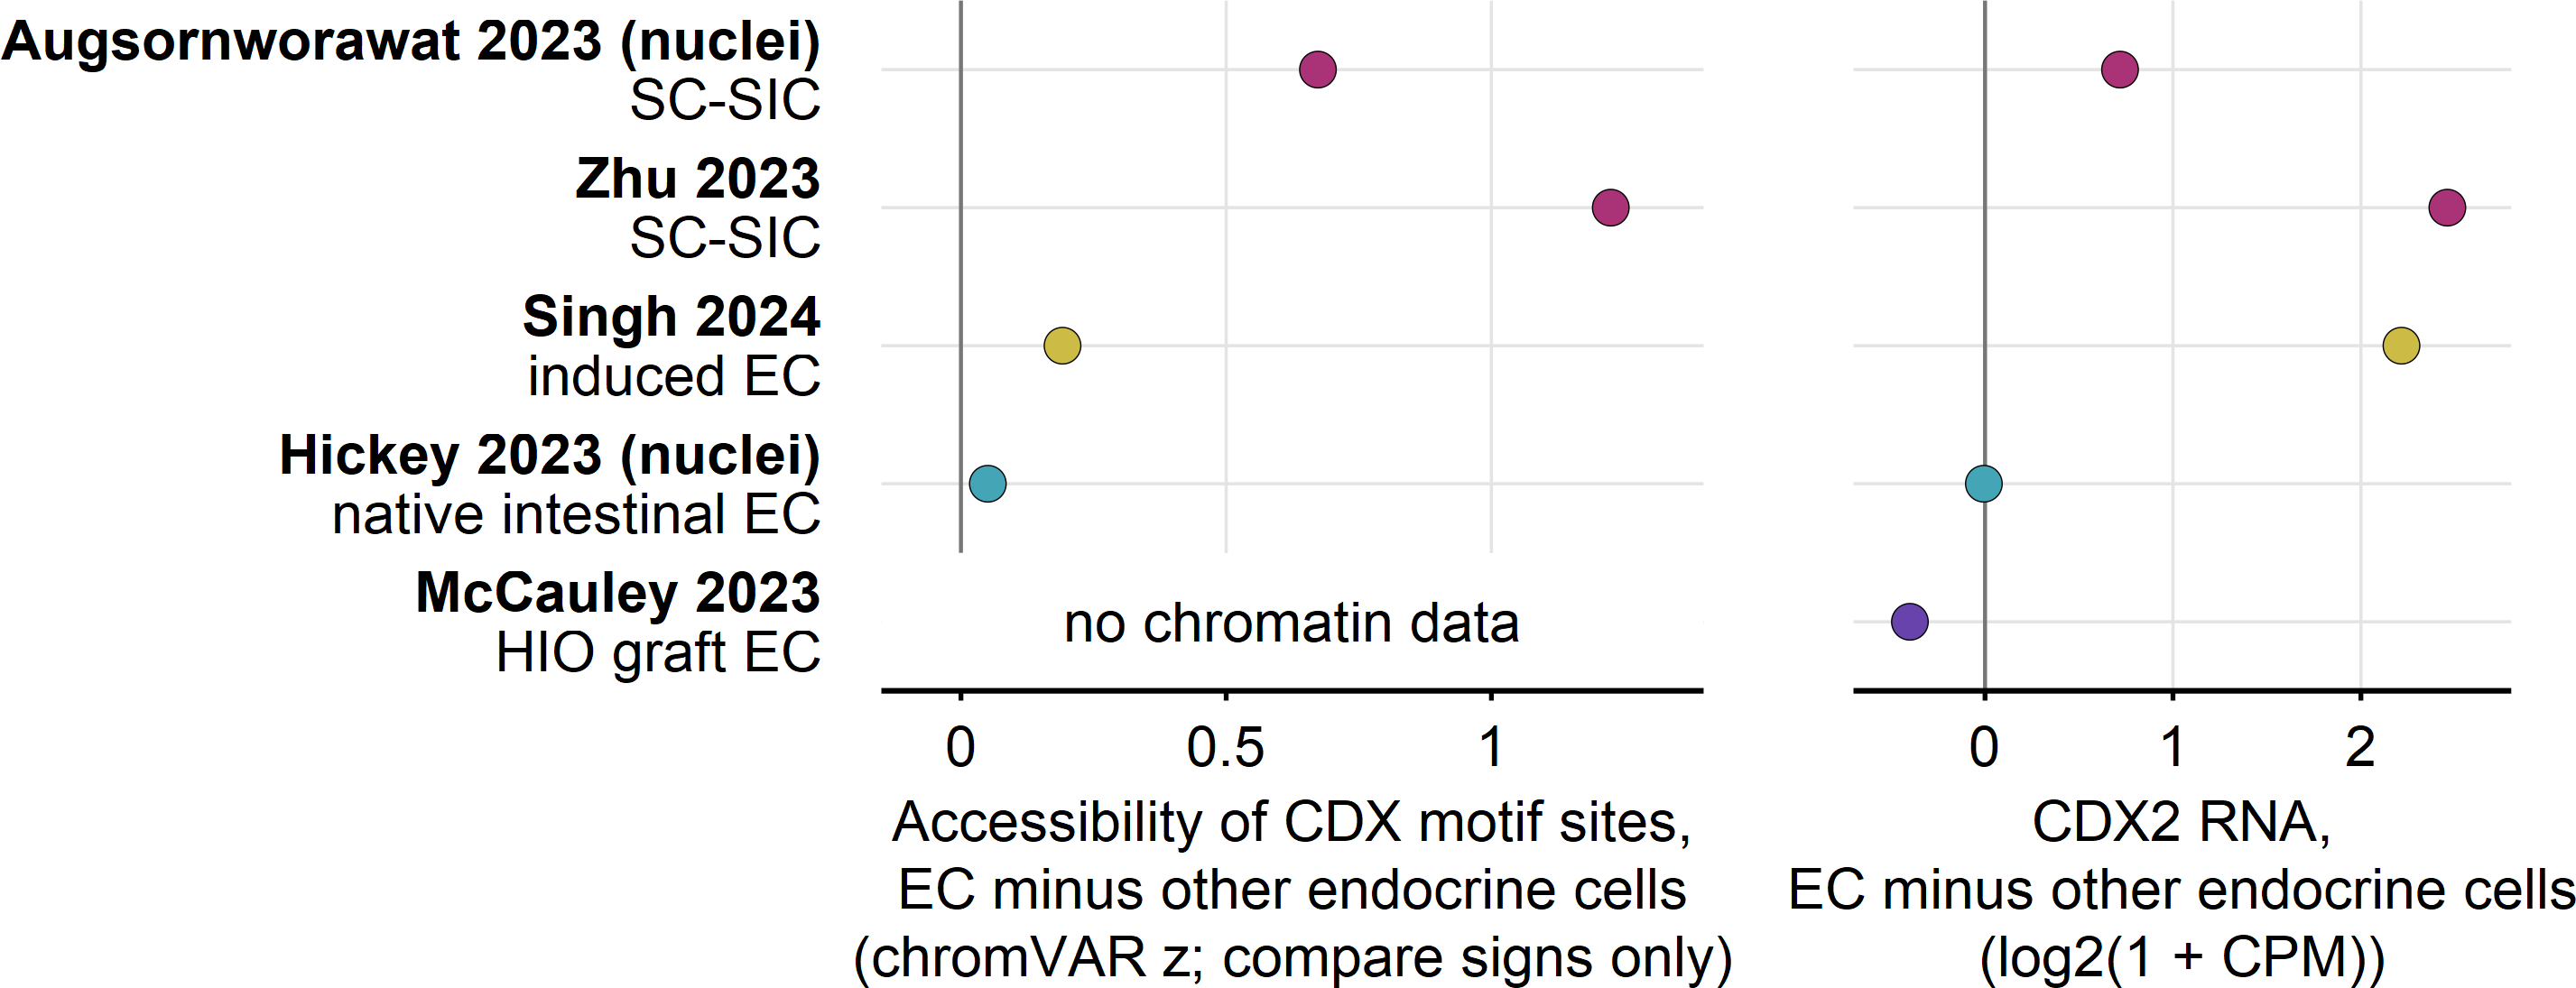 Augsornworawat 2023 (nuclei)
SC-SIC
Zhu 2023
SC-SIC
Singh 2024
induced EC
Hickey 2023 (nuclei)
native intestinal EC
McCauley 2023
HIO graft EC
no chromatin data
0 0.5 1
Accessibility of CDX motif sites,
EC minus other endocrine cells
(chromVAR z; compare signs only)
0 1 2
CDX2 RNA,
EC minus other endocrine cells
(log2(1 + CPM))